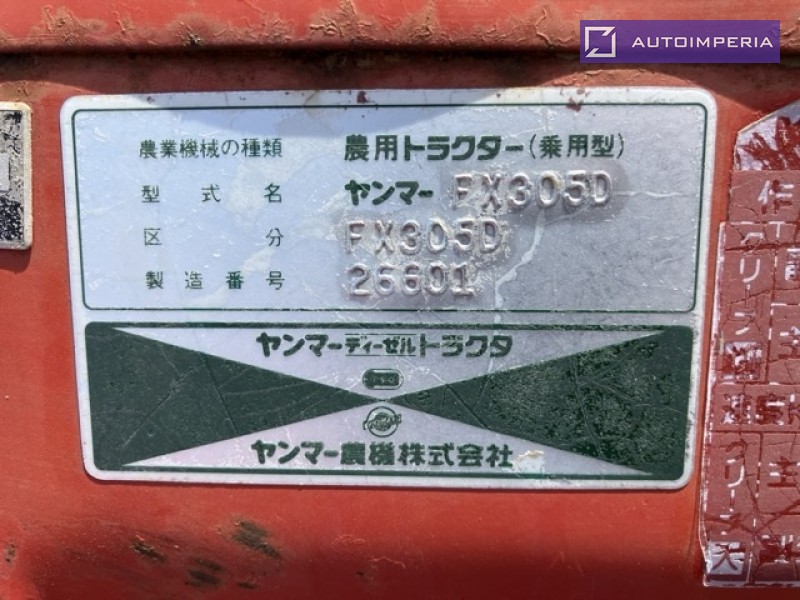 AUTOIMPERIA
農業機械の種類 農用トラクター(乗用型)
型式名 ヤンマー FX305D
区分 FX305D
製造番号 26601
ヤンマーディーゼルトラクタ
ヤンマー農機株式会社